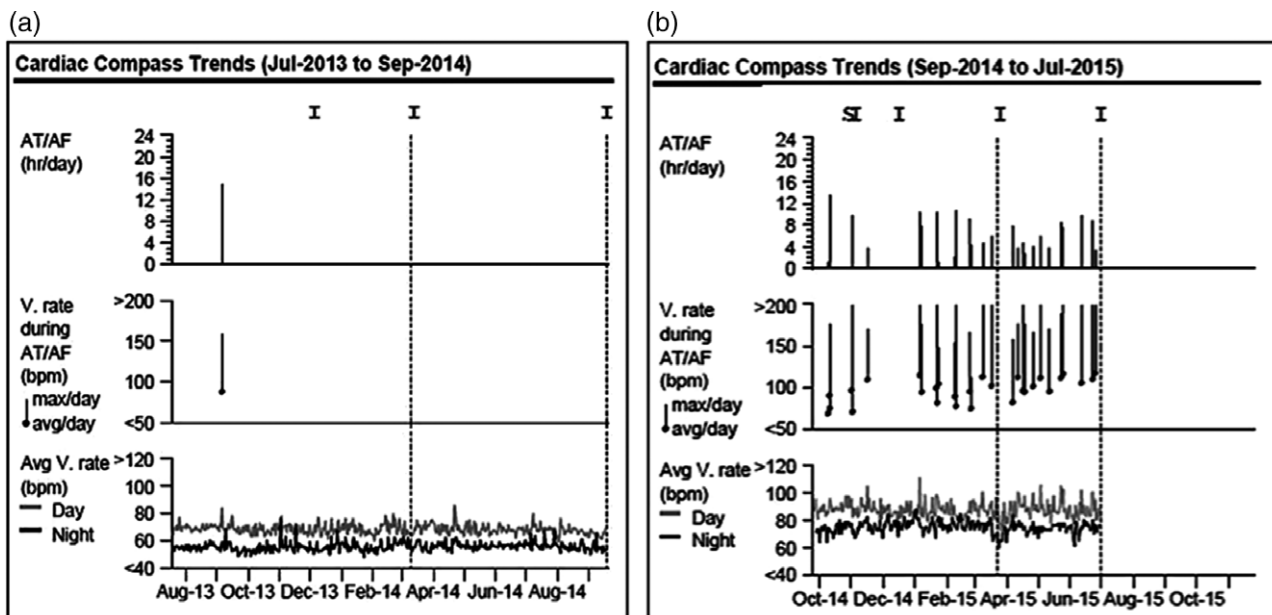 (a)
Cardiac Compass Trends (Jul-2013 to Sep-2014)
I I I
AT/AF
(hr/day)
24
20
16
12
8
4
0
V. rate
during
AT/AF
(bpm)
max/day
avg/day
>200
150
100
<50
Avg V. rate
(bpm)
Day
Night
>120
100
80
60
<40
Aug-13 Oct-13 Dec-13 Feb-14 Apr-14 Jun-14 Aug-14
(b)
Cardiac Compass Trends (Sep-2014 to Jul-2015)
SI I I I
AT/AF
(hr/day)
24
20
16
12
8
4
0
V. rate
during
AT/AF
(bpm)
max/day
avg/day
>200
150
100
<50
Avg V. rate
(bpm)
Day
Night
>120
100
80
60
<40
Oct-14 Dec-14 Feb-15 Apr-15 Jun-15 Aug-15 Oct-15